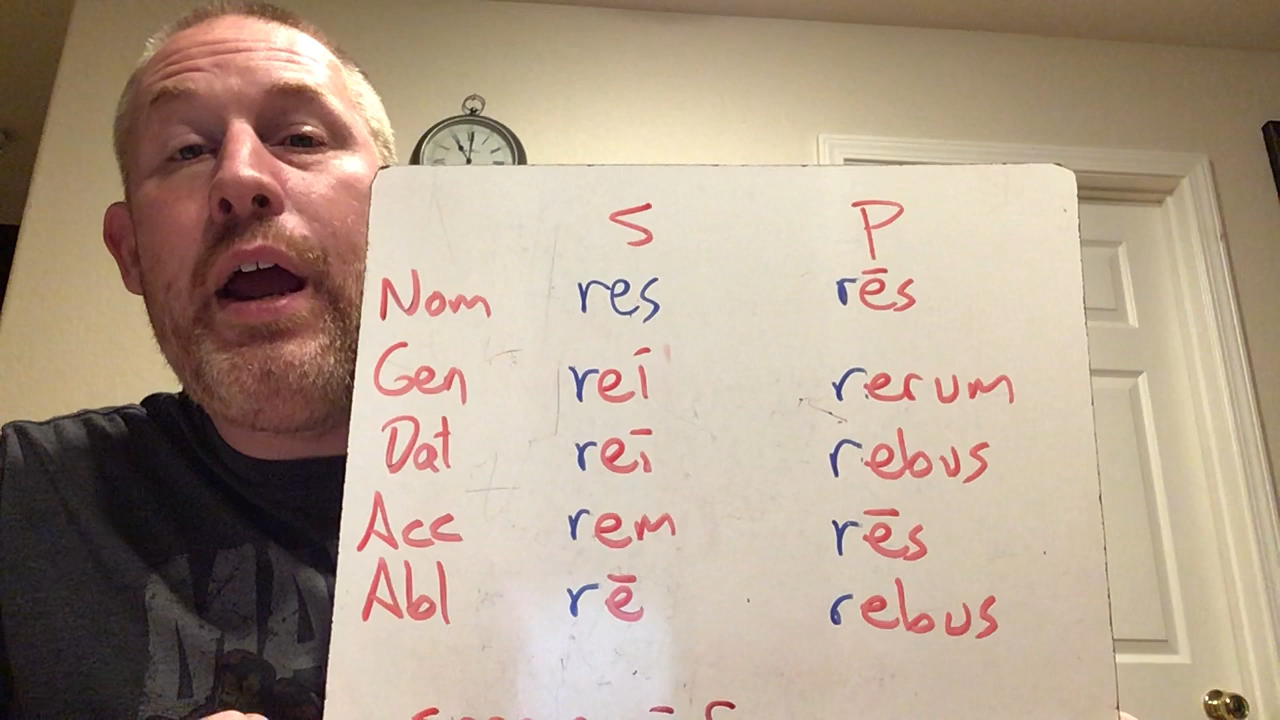 S P
Nom res rēs
Gen reī rerum
Dat reī rebus
Acc rem rēs
Abl rē rebus